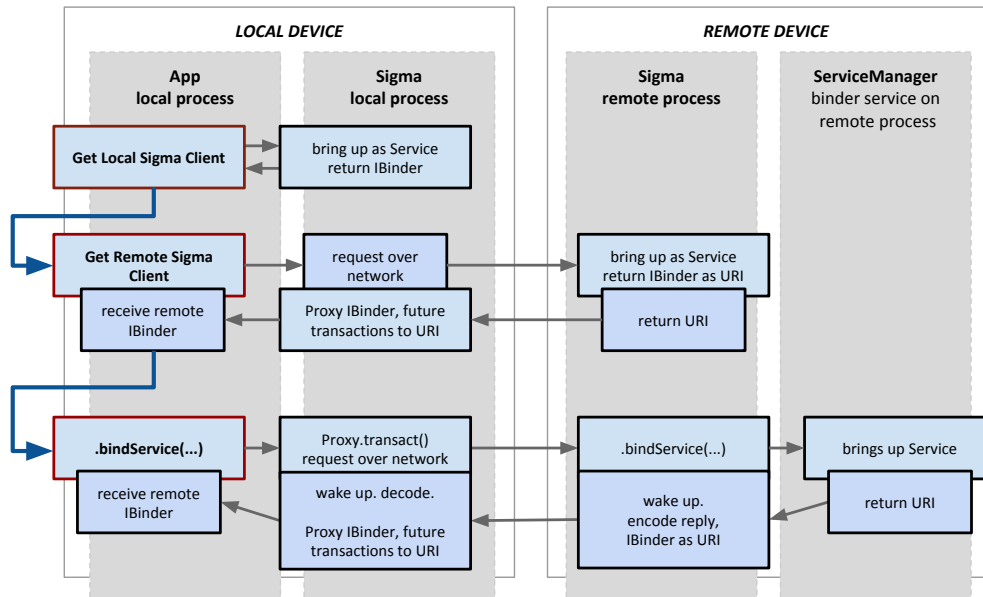 LOCAL DEVICE
REMOTE DEVICE
App
local process
Sigma
local process
Sigma
remote process
ServiceManager
binder service on
remote process
Get Local Sigma Client
bring up as Service
return IBinder
Get Remote Sigma
Client
request over
network
bring up as Service
return IBinder as URI
receive remote
IBinder
Proxy IBinder, future
transactions to URI
return URI
.bindService(...)
Proxy.transact()
request over network
.bindService(...)
brings up Service
receive remote
IBinder
wake up. decode.
Proxy IBinder, future
transactions to URI
wake up.
encode reply,
IBinder as URI
return URI